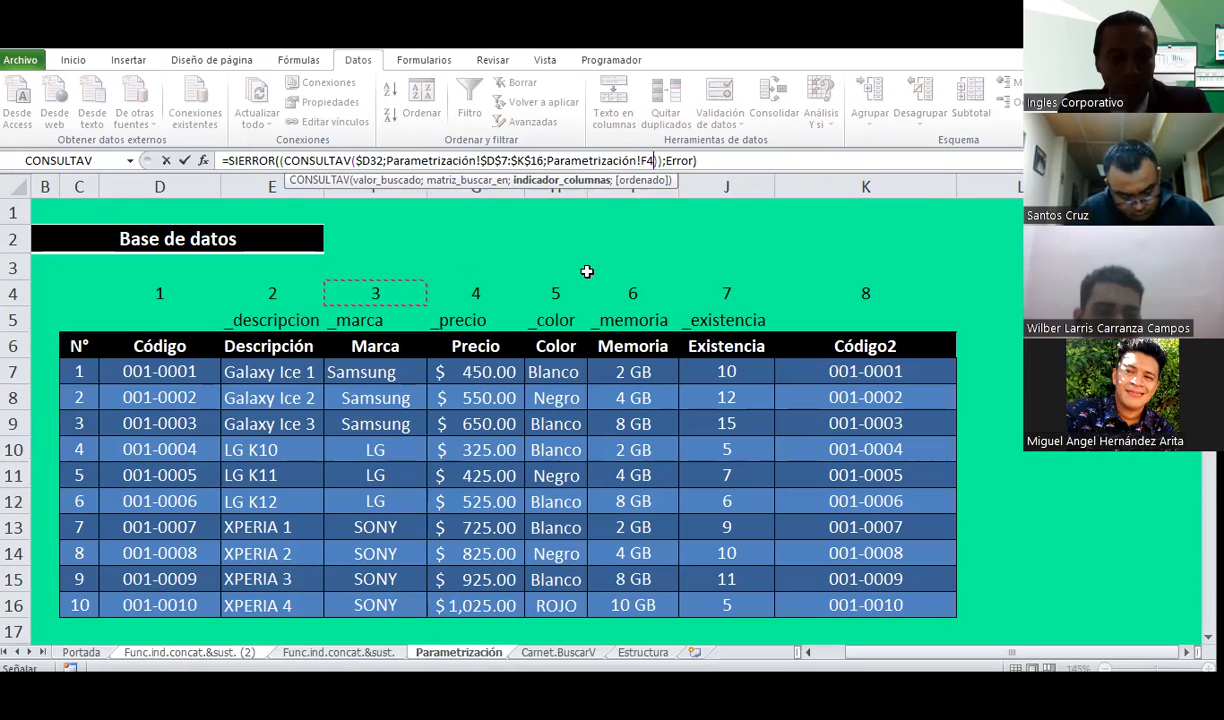 Archivo Inicio Insertar Diseño de página Fórmulas Datos Formularios Revisar Vista Programador
Desde Access
Desde web
Desde texto
De otras fuentes
Conexiones existentes
Obtener datos externos
Actualizar todo
Conexiones
Propiedades
Editar vínculos
Conexiones
Ordenar
Filtro
Borrar
Volver a aplicar
Avanzadas
Ordenar y filtrar
Texto en columnas
Quitar duplicados
Validación de datos
Consolidar
Análisis Y si
Agrupar
Desagrupar
Subtotal
Esquema
CONSULTAV =SIERROR((CONSULTAV($D32;Parametrización!$D$7:$K$16;Parametrización!F4));Error)
CONSULTAV(valor_buscado; matriz_buscar_en; indicador_columnas; [ordenado])
B C D E J K L
1
2 Base de datos
3
4 1 2 3 4 5 6 7 8
5 _descripcion _marca _precio _color _memoria _existencia
6 N° Código Descripción Marca Precio Color Memoria Existencia Código2
7 1 001-0001 Galaxy Ice 1 Samsung $ 450.00 Blanco 2 GB 10 001-0001
8 2 001-0002 Galaxy Ice 2 Samsung $ 550.00 Negro 4 GB 12 001-0002
9 3 001-0003 Galaxy Ice 3 Samsung $ 650.00 Blanco 8 GB 15 001-0003
10 4 001-0004 LG K10 LG $ 325.00 Blanco 2 GB 5 001-0004
11 5 001-0005 LG K11 LG $ 425.00 Negro 4 GB 7 001-0005
12 6 001-0006 LG K12 LG $ 525.00 Blanco 8 GB 6 001-0006
13 7 001-0007 XPERIA 1 SONY $ 725.00 Blanco 2 GB 9 001-0007
14 8 001-0008 XPERIA 2 SONY $ 825.00 Negro 4 GB 10 001-0008
15 9 001-0009 XPERIA 3 SONY $ 925.00 Blanco 8 GB 11 001-0009
16 10 001-0010 XPERIA 4 SONY $ 1,025.00 ROJO 10 GB 5 001-0010
17
Portada Func.ind.concat.&sust. (2) Func.ind.concat.&sust. Parametrización Carnet.BuscarV Estructura
Señalar 145%
Ingles Corporativo
Santos Cruz
Wilber Larris Carranza Campos
Miguel Angel Hernández Arita